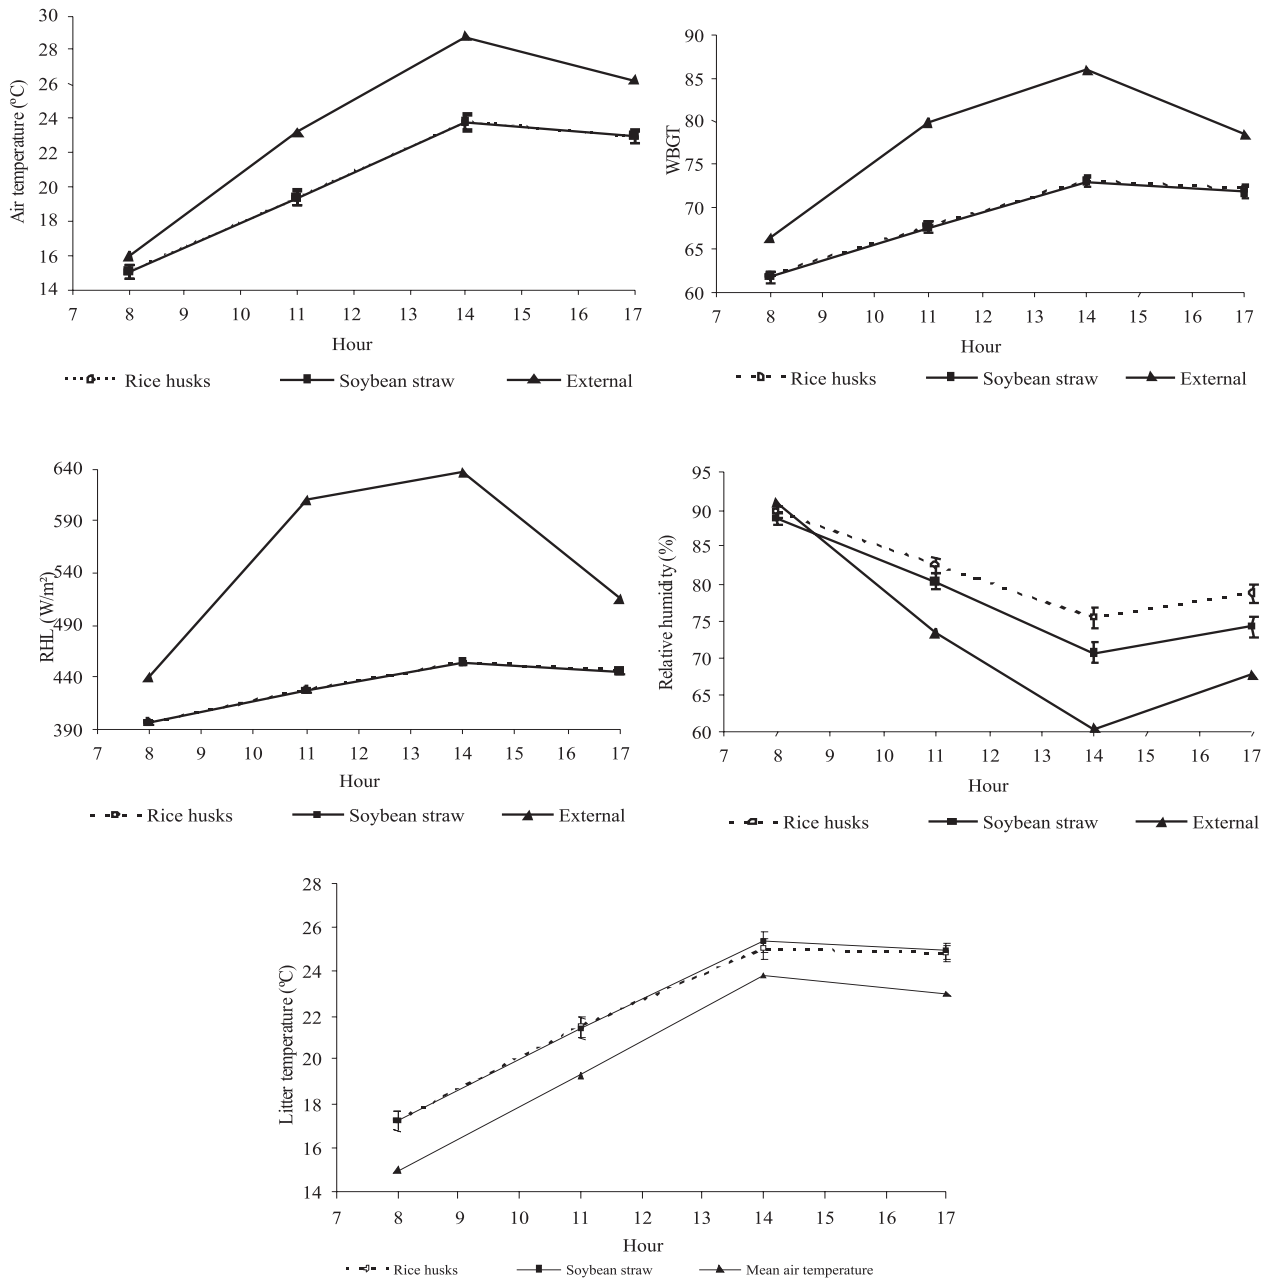 30
28
26
24
22
20
18
16
14
Air temperature (ºC)
7 8 9 10 11 12 13 14 15 16 17
Hour
Rice husks Soybean straw External
90
85
80
75
70
65
60
WBGT
7 8 9 10 11 12 13 14 15 16 17
Hour
Rice husks Soybean straw External
640
590
540
490
440
390
RHL (W/m²)
7 8 9 10 11 12 13 14 15 16 17
Hour
Rice husks Soybean straw External
95
90
85
80
75
70
65
60
Relative humidity (%)
7 8 9 10 11 12 13 14 15 16 17
Hour
Rice husks Soybean straw External
28
26
24
22
20
18
16
14
Litter temperature (ºC)
7 8 9 10 11 12 13 14 15 16 17
Hour
Rice husks Soybean straw Mean air temperature